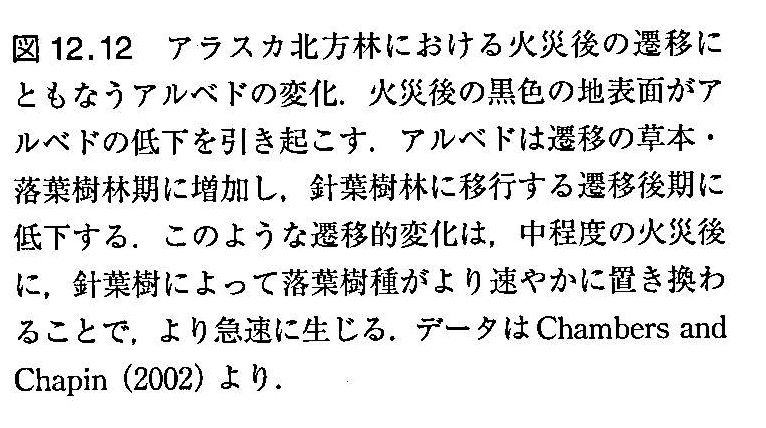 図 12.12　アラスカ北方林における火災後の遷移に
ともなうアルベドの変化．火災後の黒色の地表面がア
ルベドの低下を引き起こす．アルベドは遷移の草本・
落葉樹林期に増加し，針葉樹林に移行する遷移後期に
低下する．このような遷移的変化は，中程度の火災後
に，針葉樹によって落葉樹種がより速やかに置き換わ
ることで，より急速に生じる．データは Chambers and
Chapin（2002）より．